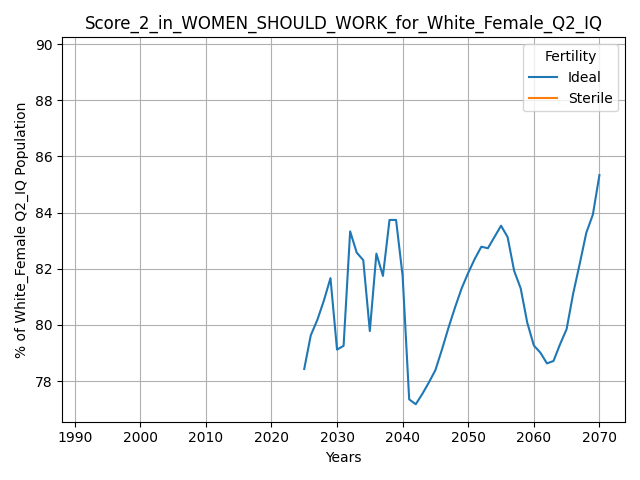 Score_2_in_WOMEN_SHOULD_WORK_for_White_Female_Q2_IQ
Fertility
Ideal
Sterile
% of White_Female Q2_IQ Population
90
88
86
84
82
80
78
1990 2000 2010 2020 2030 2040 2050 2060 2070
Years